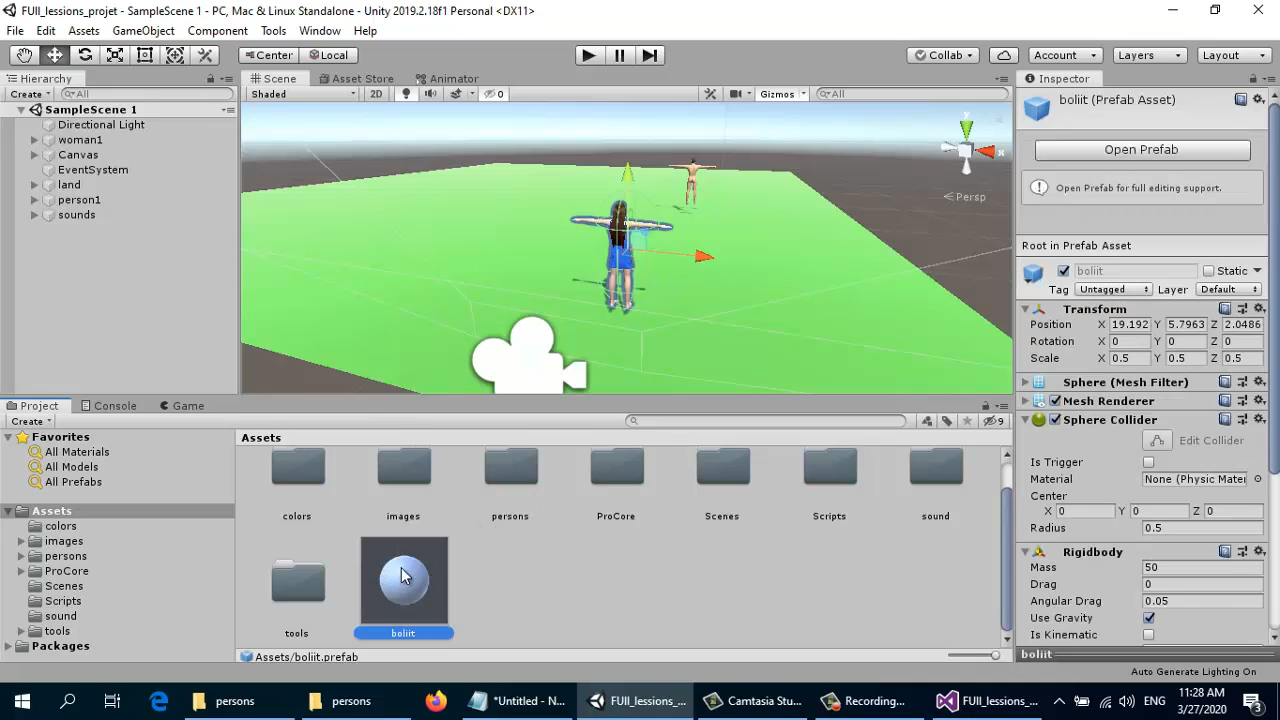 FUll_lessions_projet - SampleScene 1 - PC, Mac & Linux Standalone - Unity 2019.2.18f1 Personal <DX11>
File Edit Assets GameObject Component Tools Window Help
Center Local Collab Account Layers Layout
Hierarchy Scene Asset Store Animator Inspector
Create All Shaded 2D 0 Gizmos All
SampleScene 1
Directional Light
woman1
Canvas
EventSystem
land
person1
sounds
y
x
Persp
boliit (Prefab Asset)
Open Prefab
Open Prefab for full editing support.
Root in Prefab Asset
boliit Static
Tag Untagged Layer Default
Transform
Position X 19.192 Y 5.7963 Z 2.0486
Rotation X 0 Y 0 Z 0
Scale X 0.5 Y 0.5 Z 0.5
Sphere (Mesh Filter)
Mesh Renderer
Sphere Collider
Edit Collider
Is Trigger
Material None (Physic Mater
Center
X 0 Y 0 Z 0
Radius 0.5
Rigidbody
Mass 50
Drag 0
Angular Drag 0.05
Use Gravity
Is Kinematic
boliit
Auto Generate Lighting On
Project Console Game
Create 9
Favorites
All Materials
All Models
All Prefabs
Assets
colors
images
persons
ProCore
Scenes
Scripts
sound
tools
Packages
Assets
colors images persons ProCore Scenes Scripts sound
tools boliit
Assets/boliit.prefab
persons persons *Untitled - N... FUll_lessions_... Camtasia Stu... Recording... FUll_lessions_... ENG 11:28 AM
3/27/2020
3